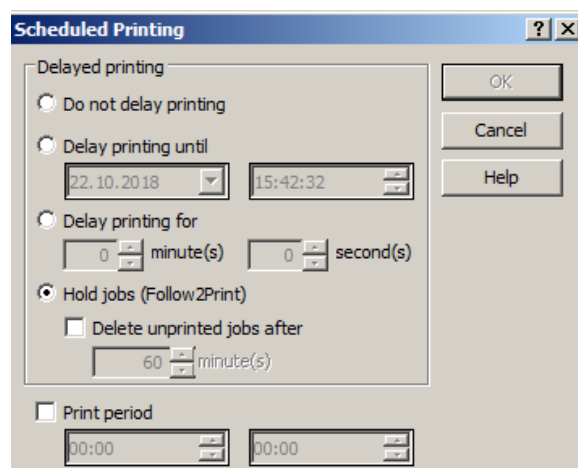 Scheduled Printing
Delayed printing
OK
Do not delay printing
Cancel
Delay printing until
22.10.2018 15:42:32
Help
Delay printing for
0 minute(s) 0 second(s)
Hold jobs (Follow2Print)
Delete unprinted jobs after
60 minute(s)
Print period
00:00 00:00